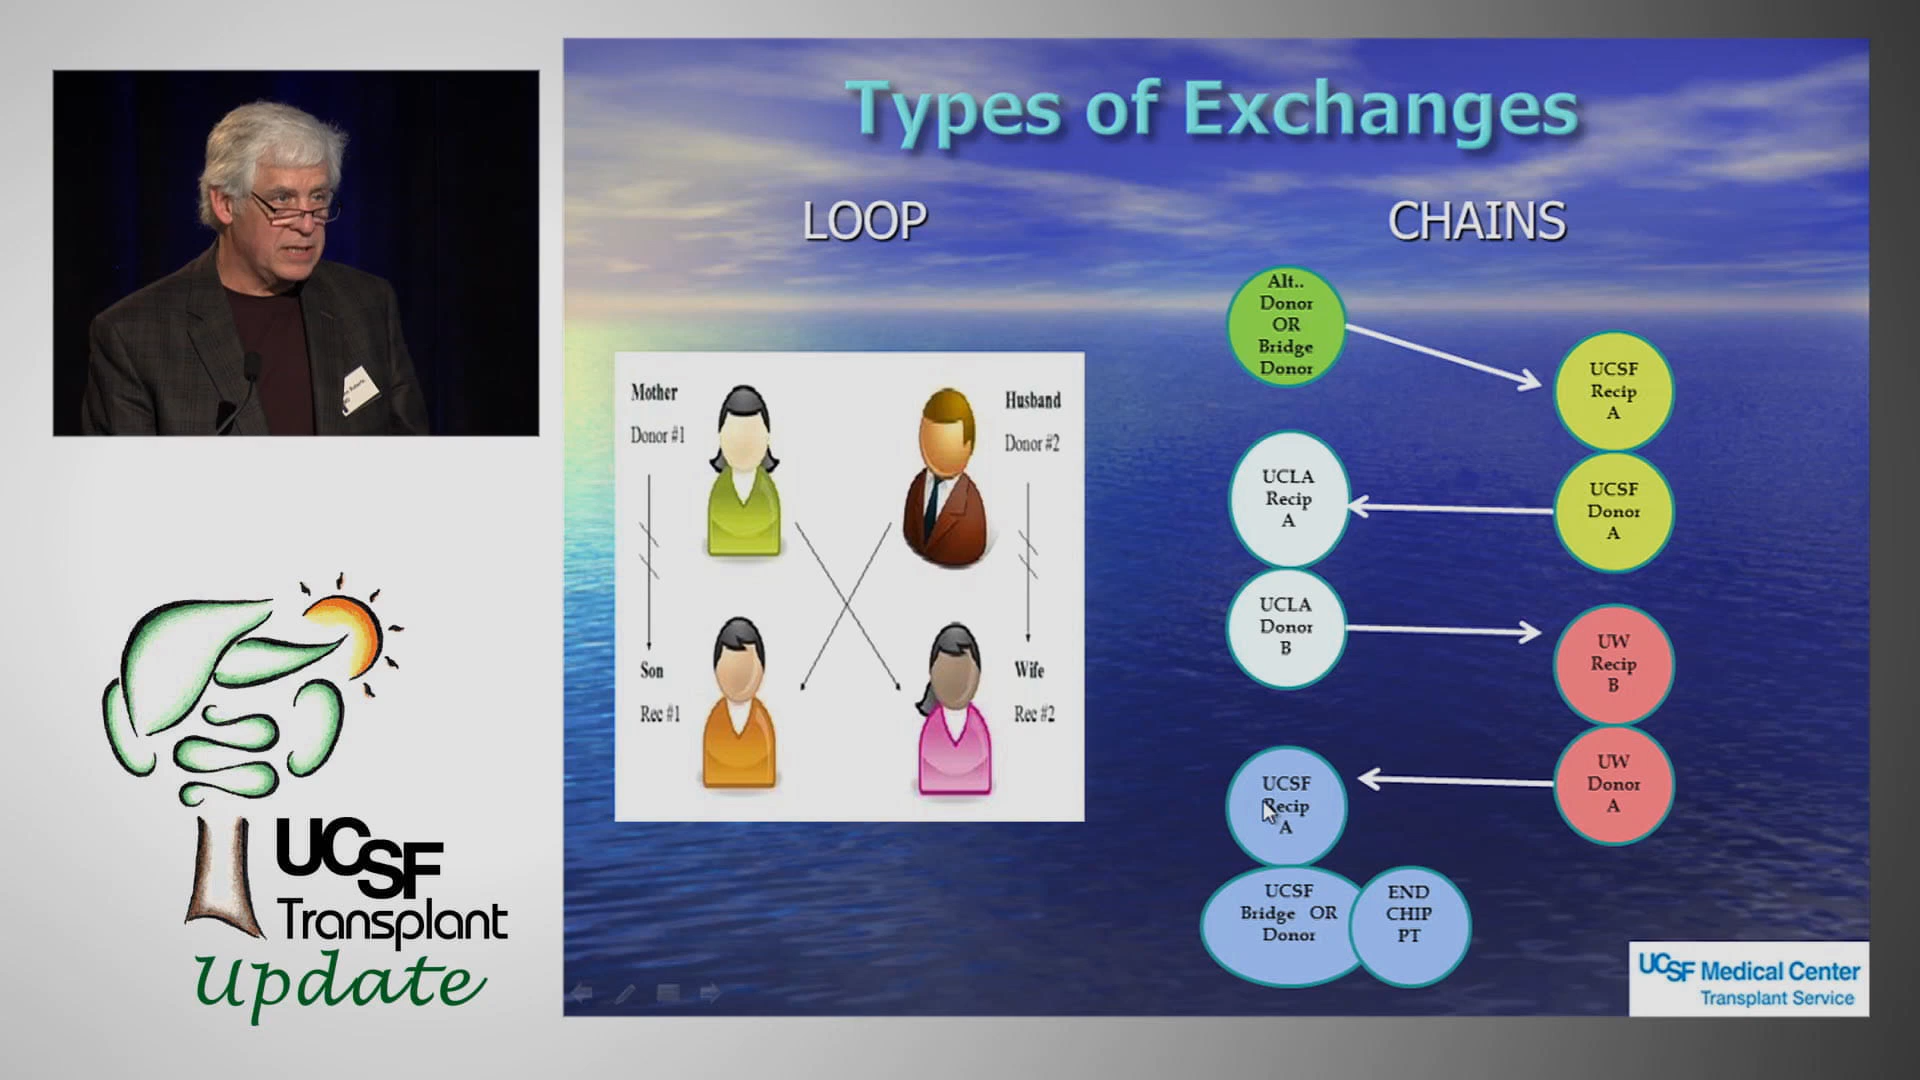 Types of Exchanges
LOOP
CHAINS
Mother
Donor #1
Husband
Donor #2
Son
Rec #1
Wife
Rec #2
Alt..
Donor
OR
Bridge
Donor
UCSF
Recip
A
UCSF
Donor
A
UCLA
Recip
A
UCLA
Donor
B
UW
Recip
B
UW
Donor
A
UCSF
Recip
A
UCSF
Bridge OR
Donor
END
CHIP
PT
UCSF
Transplant
Update
UCSF Medical Center
Transplant Service